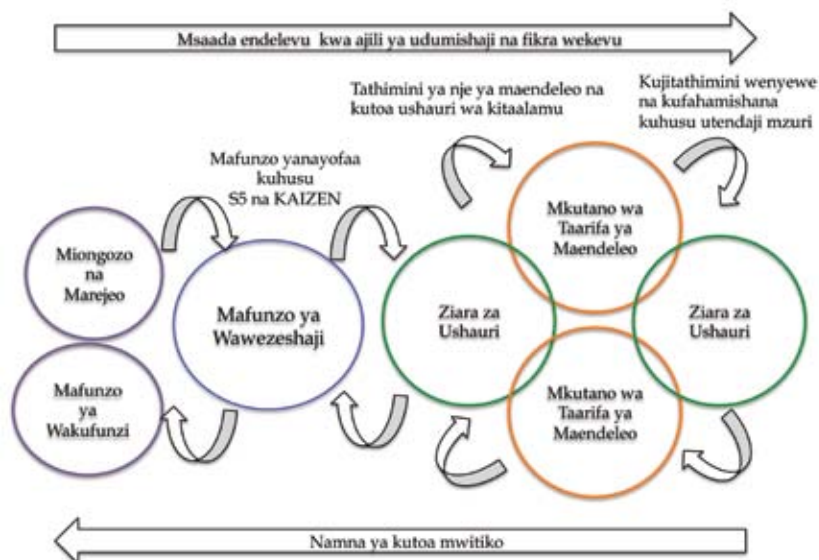 Msaada endelevu kwa ajili ya udumishaji na fikra wekevu
Tathimini ya nje ya maendeleo na
kutoa ushauri wa kitaalamu
Kujitathimini wenyewe
na kufahamishana
kuhusu utendaji mzuri
Mafunzo yanayofaa
kuhusu
S5 na KAIZEN
Miongozo
na
Marejeo
Mafunzo
ya
Wakufunzi
Mafunzo ya
Wawezeshaji
Ziara za
Ushauri
Mkutano wa
Taarifa ya
Maendeleo
Mkutano wa
Taarifa ya
Maendeleo
Ziara za
Ushauri
Namna ya kutoa mwitiko